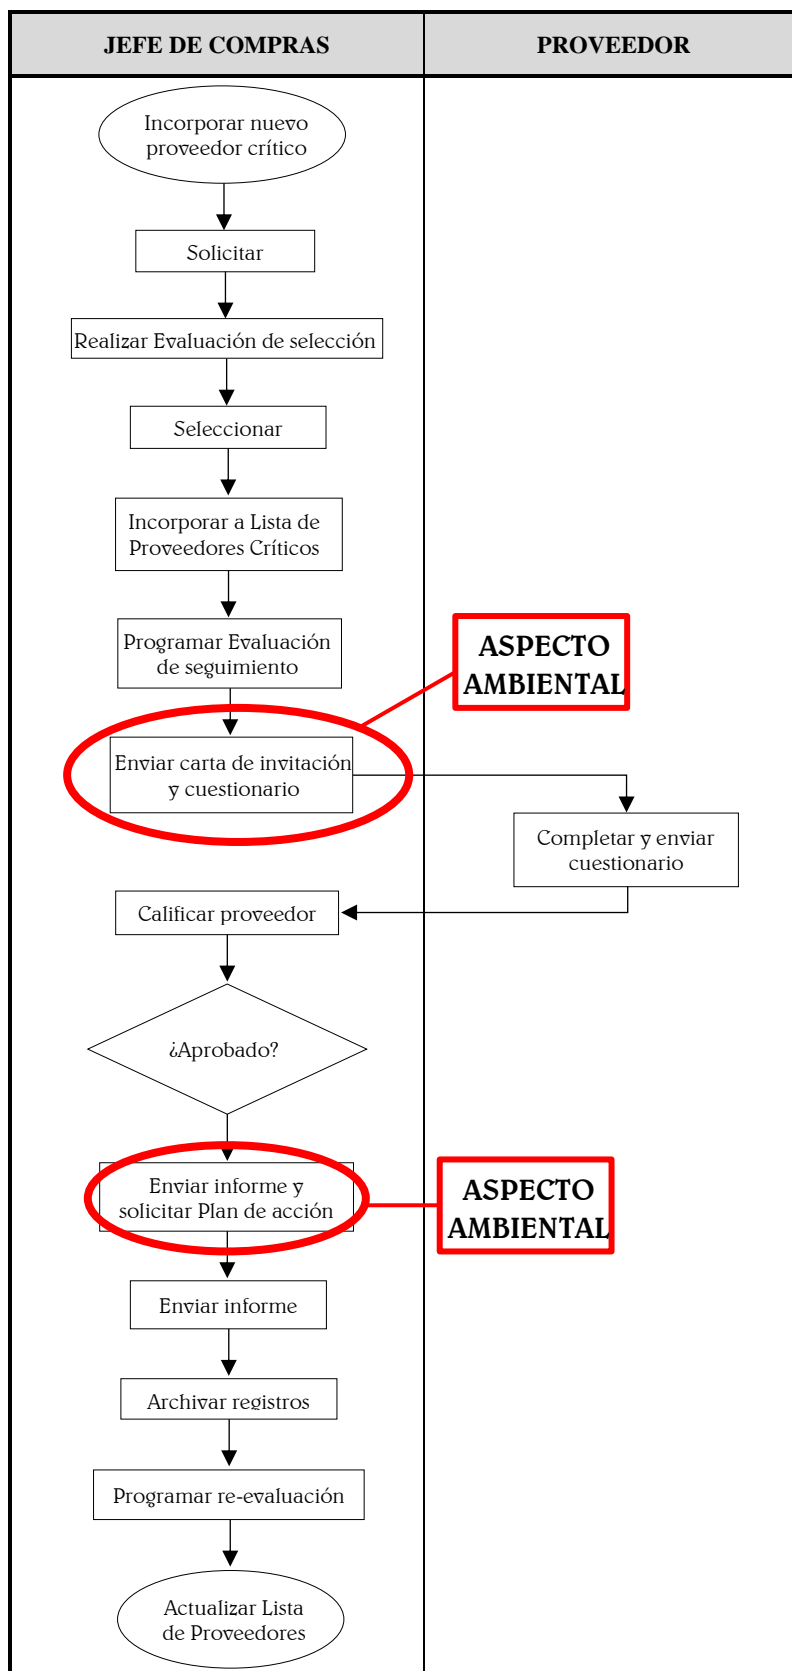 JEFE DE COMPRAS
PROVEEDOR
Incorporar nuevo
proveedor crítico
Solicitar
Realizar Evaluación de selección
Seleccionar
Incorporar a Lista de
Proveedores Críticos
Programar Evaluación
de seguimiento
ASPECTO
AMBIENTAL
Enviar carta de invitación
y cuestionario
Completar y enviar
cuestionario
Calificar proveedor
¿Aprobado?
Enviar informe y
solicitar Plan de acción
ASPECTO
AMBIENTAL
Enviar informe
Archivar registros
Programar re-evaluación
Actualizar Lista
de Proveedores